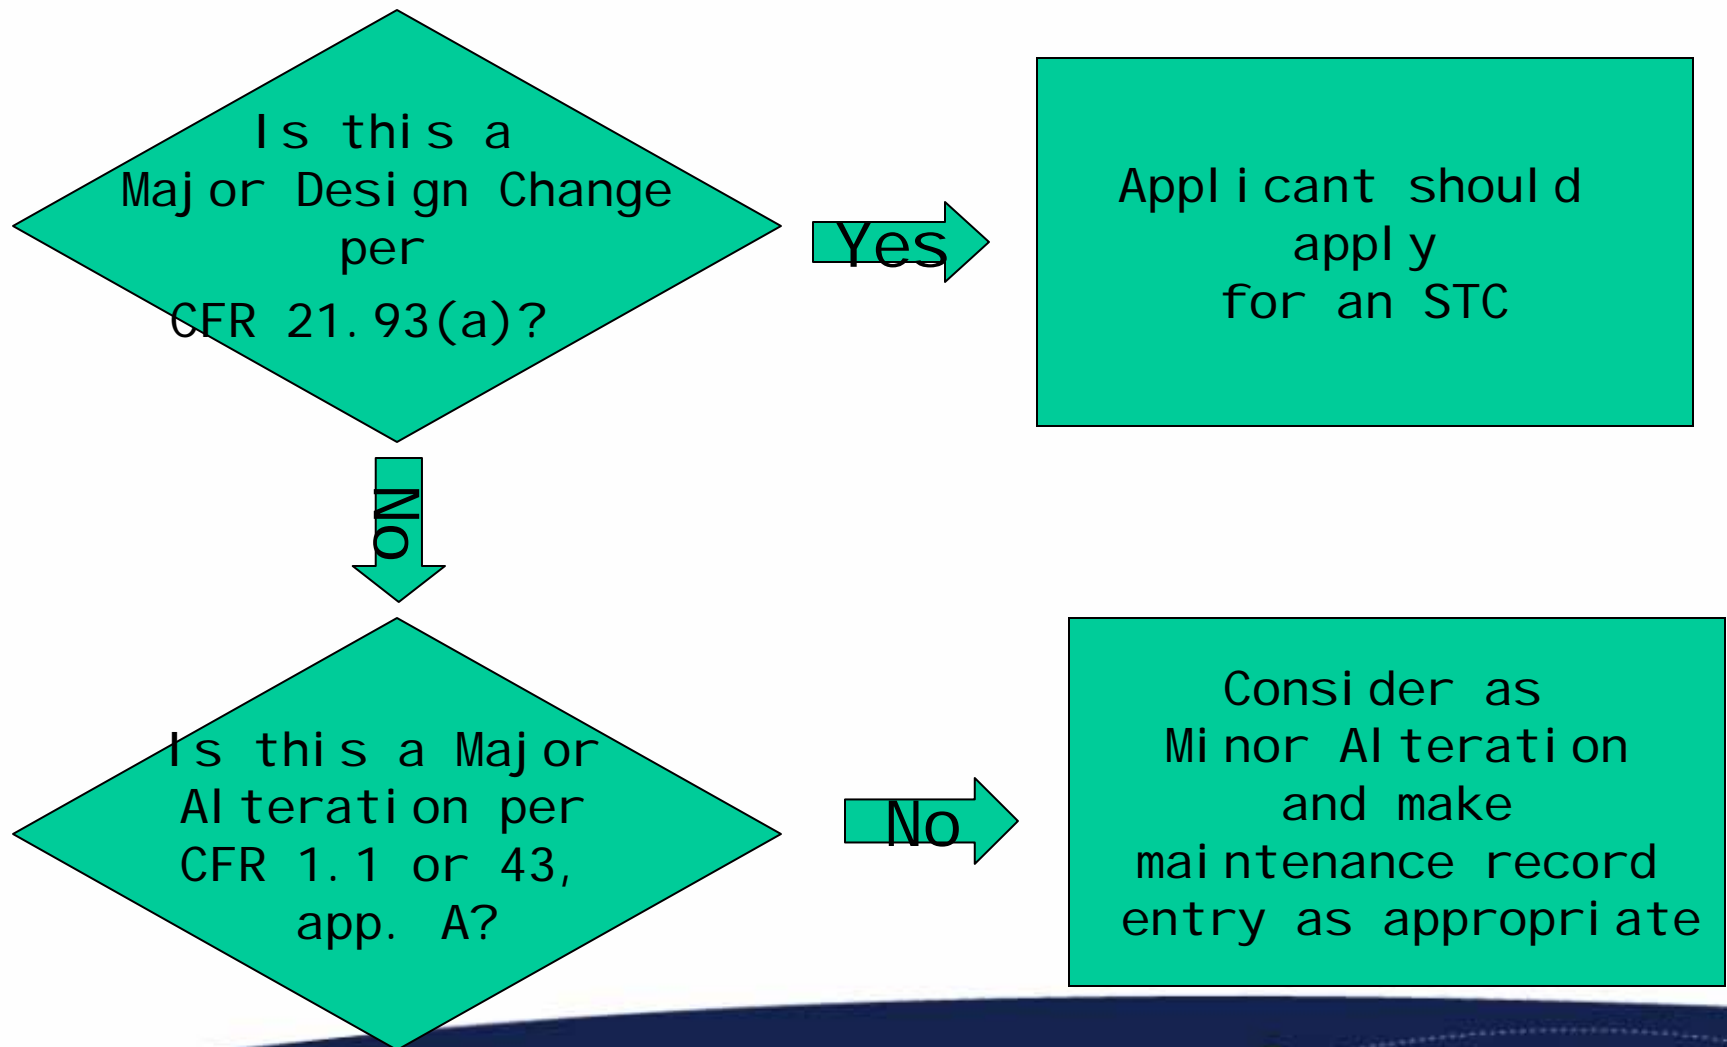 Is this a
Major Design Change
per
CFR 21.93(a)?
Yes
Applicant should
apply
for an STC
No
Is this a Major
Alteration per
CFR 1.1 or 43,
app. A?
No
Consider as
Minor Alteration
and make
maintenance record
entry as appropriate